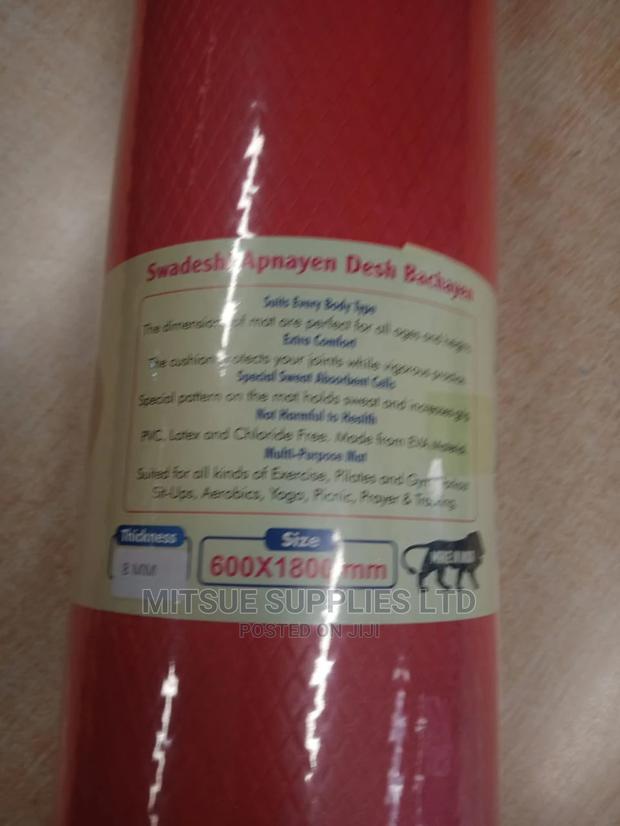 Swadeshi Apnayen Desh Bachayen
Suits Every Body Type
The dimensions of mat are perfect for all ages and
Extra Comfort
The cushion protects your joints while vigorous practice
Special Sweat Absorbent Cells
Special pattern on the mat holds sweat and increases grip
Not Harmful to Health
PVC, Latex and Chloride Free. Made from EVA Material
Multi-Purpose Mat
Suited for all kinds of Exercise, Pilates and Gym
Sit-Ups, Aerobics, Yoga, Picnic, Prayer &
Thickness
8 MM
Size
600X1800 mm
MAKE IN INDIA
MITSUE SUPPLIES LTD
POSTED ON JIJI